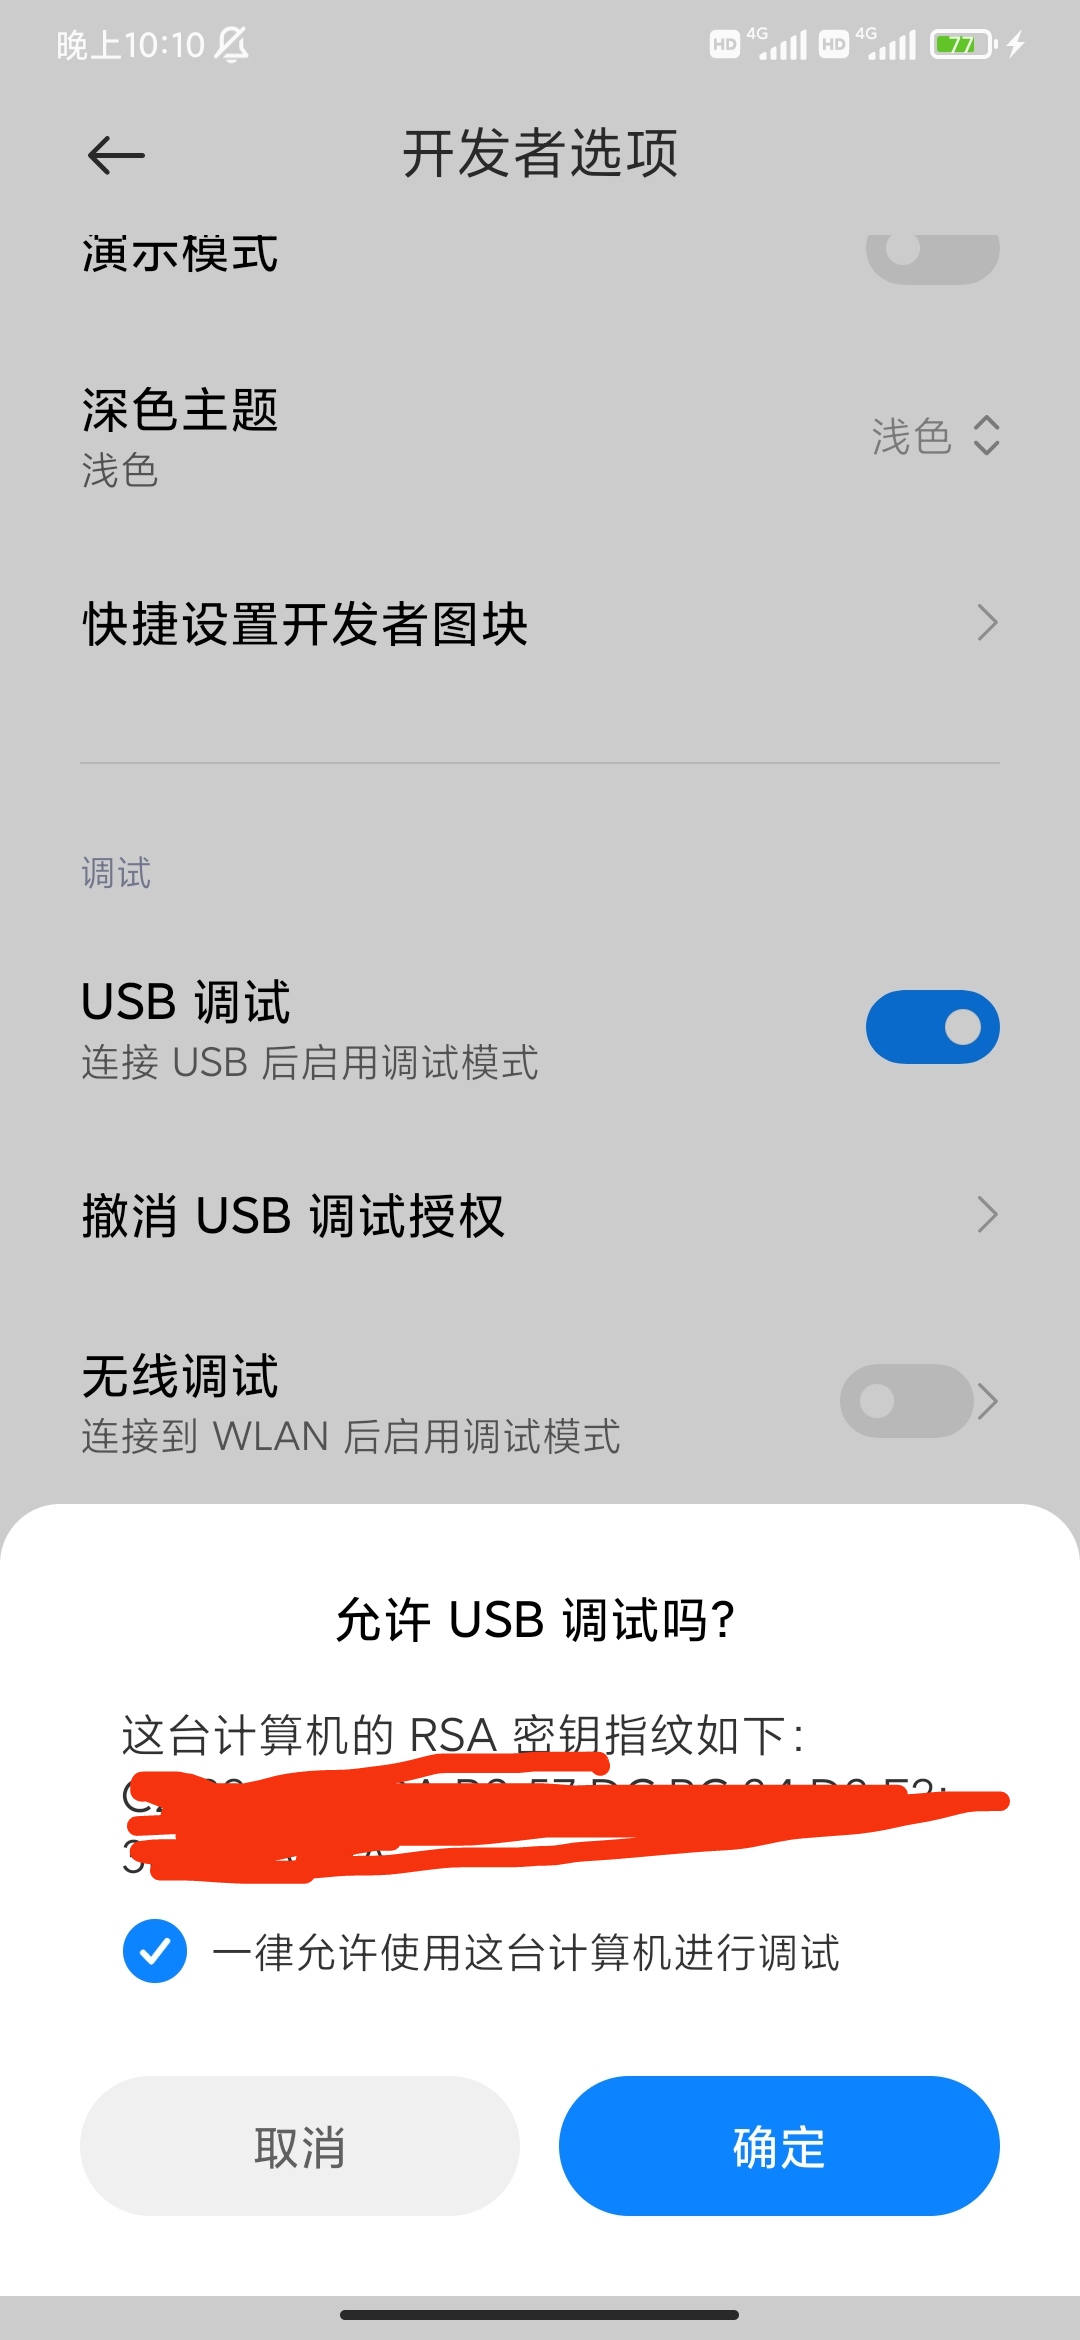 晚上10:10
HD 4G HD 4G 77
开发者选项
演示模式
深色主题
浅色
浅色
快捷设置开发者图块
调试
USB 调试
连接 USB 后启用调试模式
撤消 USB 调试授权
无线调试
连接到 WLAN 后启用调试模式
允许 USB 调试吗?
这台计算机的 RSA 密钥指纹如下:
一律允许使用这台计算机进行调试
取消
确定